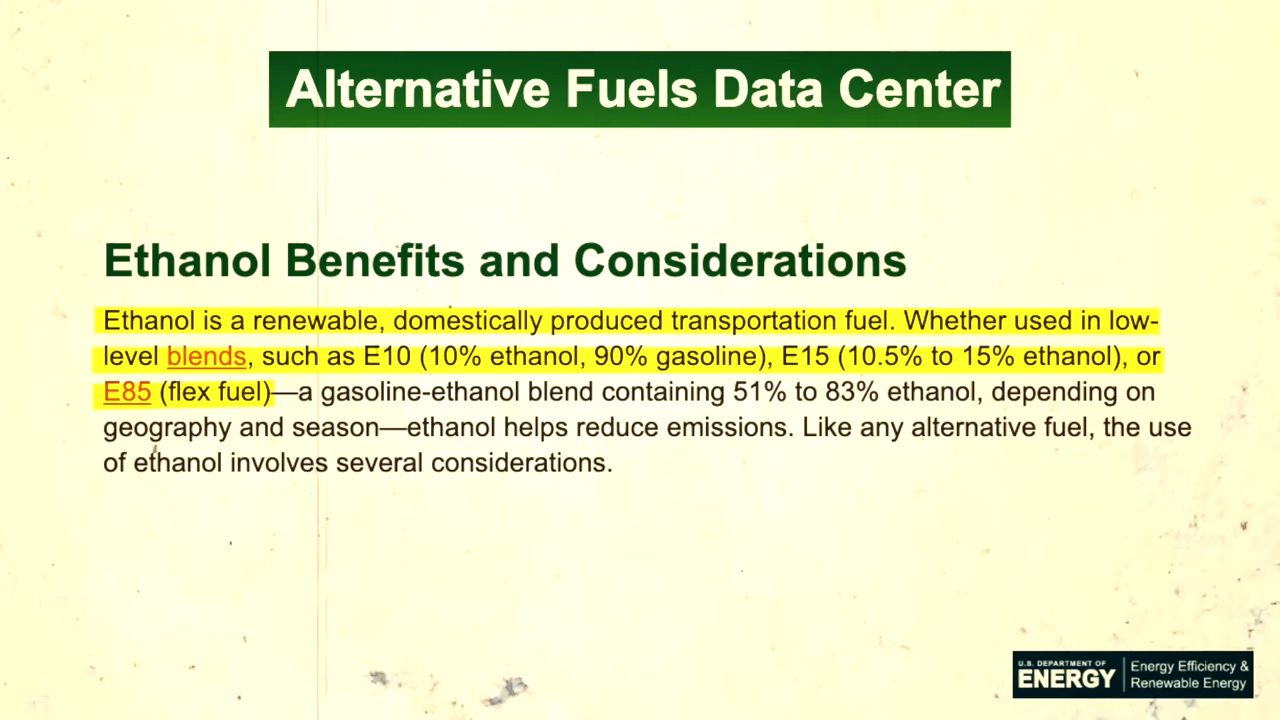 Alternative Fuels Data Center
Ethanol Benefits and Considerations
Ethanol is a renewable, domestically produced transportation fuel. Whether used in low-
level blends, such as E10 (10% ethanol, 90% gasoline), E15 (10.5% to 15% ethanol), or
E85 (flex fuel)—a gasoline-ethanol blend containing 51% to 83% ethanol, depending on
geography and season—ethanol helps reduce emissions. Like any alternative fuel, the use
of ethanol involves several considerations.
U.S. DEPARTMENT OF
ENERGY
Energy Efficiency &
Renewable Energy